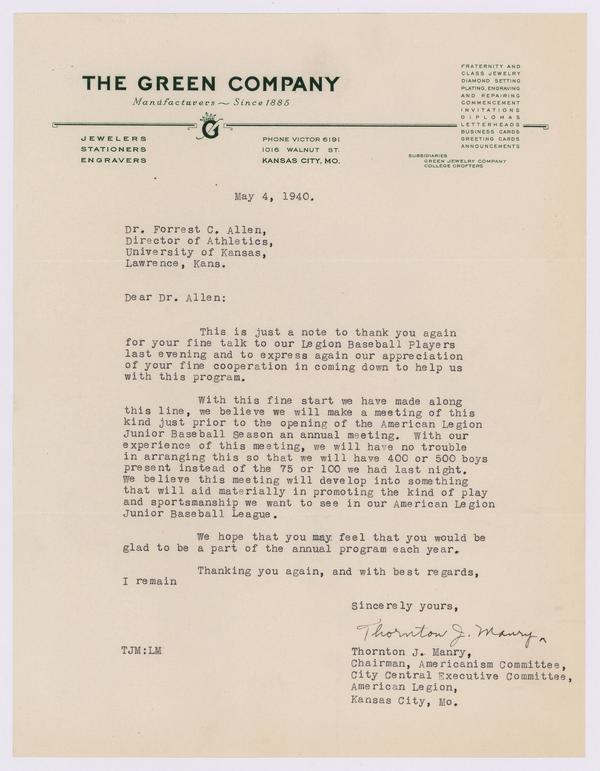 THE GREEN COMPANY
Manufacturers ~ Since 1885
G
JEWELERS
STATIONERS
ENGRAVERS
PHONE VICTOR 6191
1016 WALNUT ST.
KANSAS CITY, MO.
FRATERNITY AND
CLASS JEWELRY
DIAMOND SETTING
PLATING, ENGRAVING
AND REPAIRING
COMMENCEMENT
INVITATIONS
DIPLOMAS
LETTERHEADS
BUSINESS CARDS
GREETING CARDS
ANNOUNCEMENTS
SUBSIDIARIES
GREEN JEWELRY COMPANY
COLLEGE CROFTERS
May 4, 1940.
Dr. Forrest C. Allen,
Director of Athletics,
University of Kansas,
Lawrence, Kans.
Dear Dr. Allen:
This is just a note to thank you again
for your fine talk to our Legion Baseball Players
last evening and to express again our appreciation
of your fine cooperation in coming down to help us
with this program.
With this fine start we have made along
this line, we believe we will make a meeting of this
kind just prior to the opening of the American Legion
Junior Baseball Season an annual meeting. With our
experience of this meeting, we will have no trouble
in arranging this so that we will have 400 or 500 boys
present instead of the 75 or 100 we had last night.
We believe this meeting will develop into something
that will aid materially in promoting the kind of play
and sportsmanship we want to see in our American Legion
Junior Baseball League.
We hope that you may feel that you would be
glad to be a part of the annual program each year.
Thanking you again, and with best regards,
I remain
Sincerely yours,
Thornton J. Manry
TJM:LM
Thornton J. Manry,
Chairman, Americanism Committee,
City Central Executive Committee,
American Legion,
Kansas City, Mo.